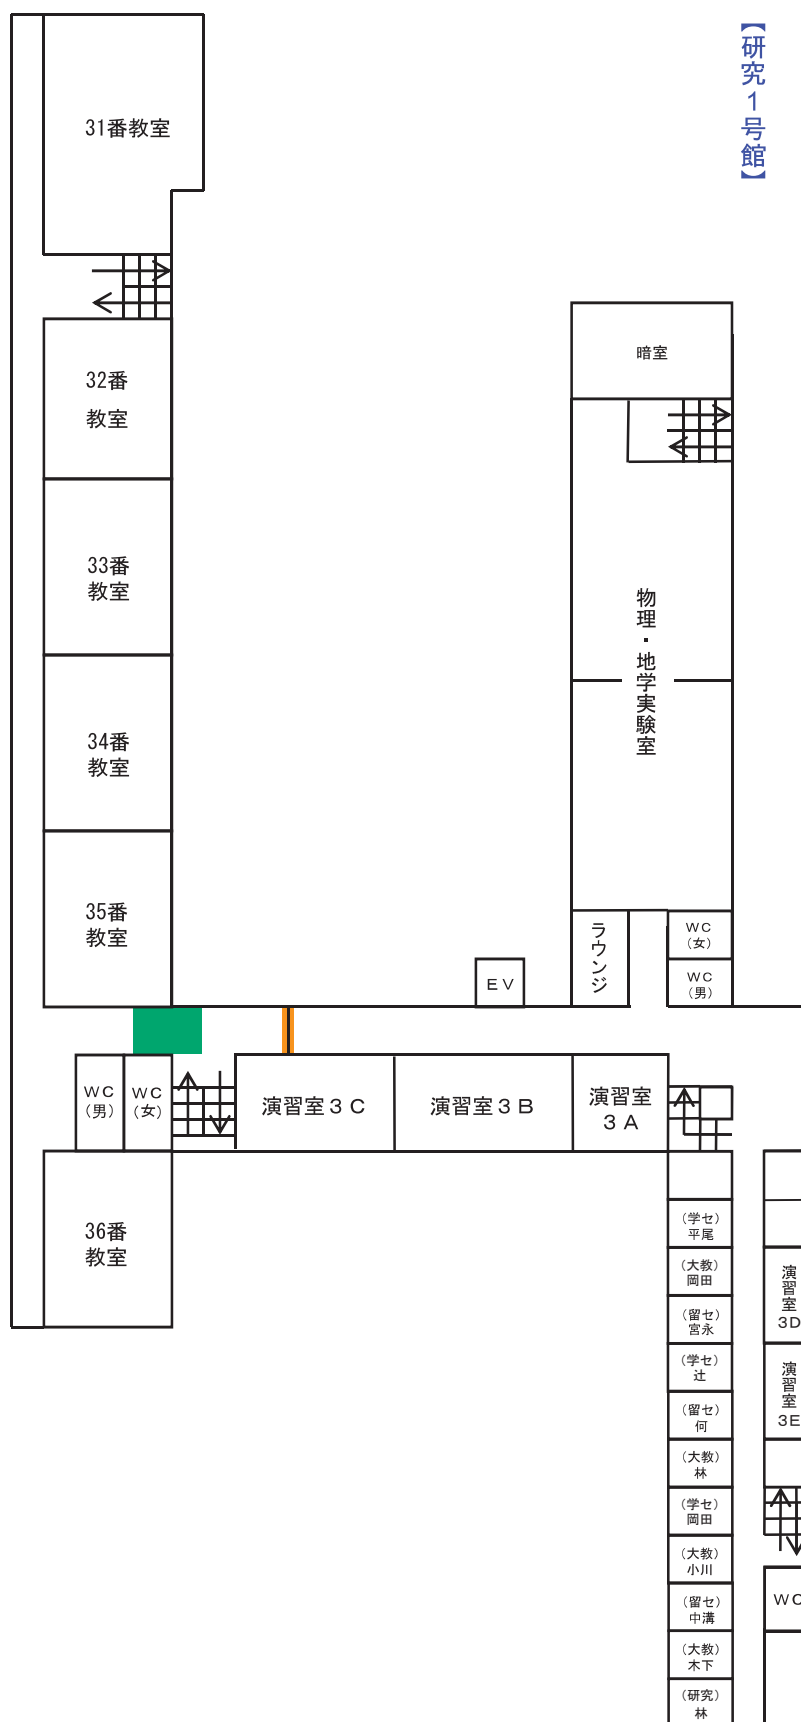 【研究１号館】
31番教室
32番
教室
33番
教室
34番
教室
35番
教室
暗室
物理・地学実験室
ラウンジ
ＷＣ
（女）
ＷＣ
（男）
ＥＶ
ＷＣ
（男）
ＷＣ
（女）
演習室３Ｃ
演習室３Ｂ
演習室
３Ａ
36番
教室
（学セ）
平尾
（大教）
岡田
（留セ）
宮永
（学セ）
辻
（留セ）
何
（大教）
林
（学セ）
岡田
（大教）
小川
（留セ）
中溝
（大教）
木下
（研究）
林
演習室
3D
演習室
3E
ＷＣ